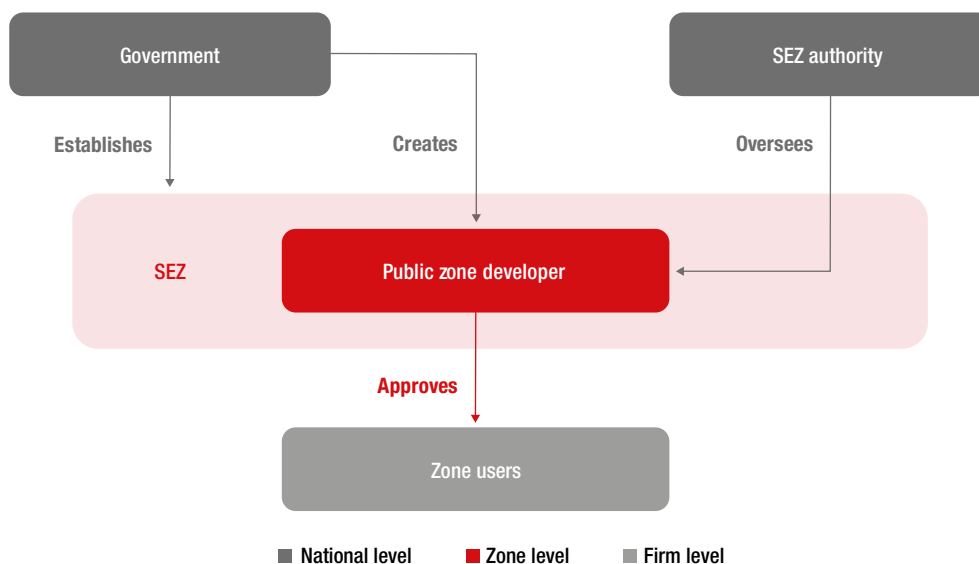 Government
SEZ authority
Establishes
Creates
Oversees
SEZ
Public zone developer
Approves
Zone users
National level
Zone level
Firm level